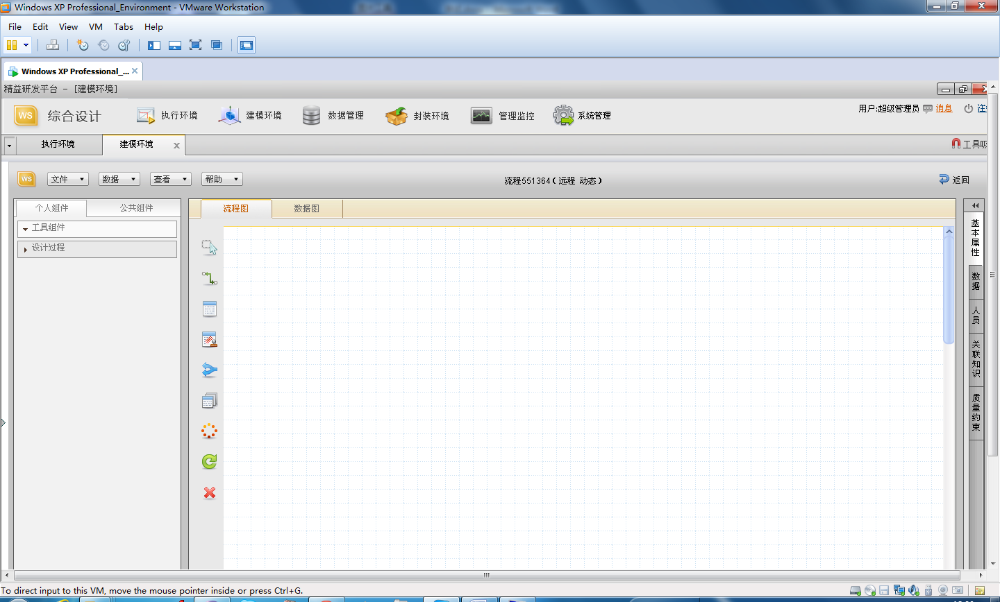 Windows XP Professional_Environment - VMware Workstation
File Edit View VM Tabs Help
Windows XP Professional_...
精益研发平台 - [建模环境]
WS 综合设计 执行环境 建模环境 数据管理 封装环境 管理监控 系统管理 用户:超级管理员 消息 注
执行环境 建模环境 工具
WS 文件 数据 查看 帮助 流程551364(远程 动态) 返回
个人组件 公共组件 流程图 数据图
工具组件
设计过程
基本属性
数据
人员
关联知识
质量约束
To direct input to this VM, move the mouse pointer inside or press Ctrl+G.